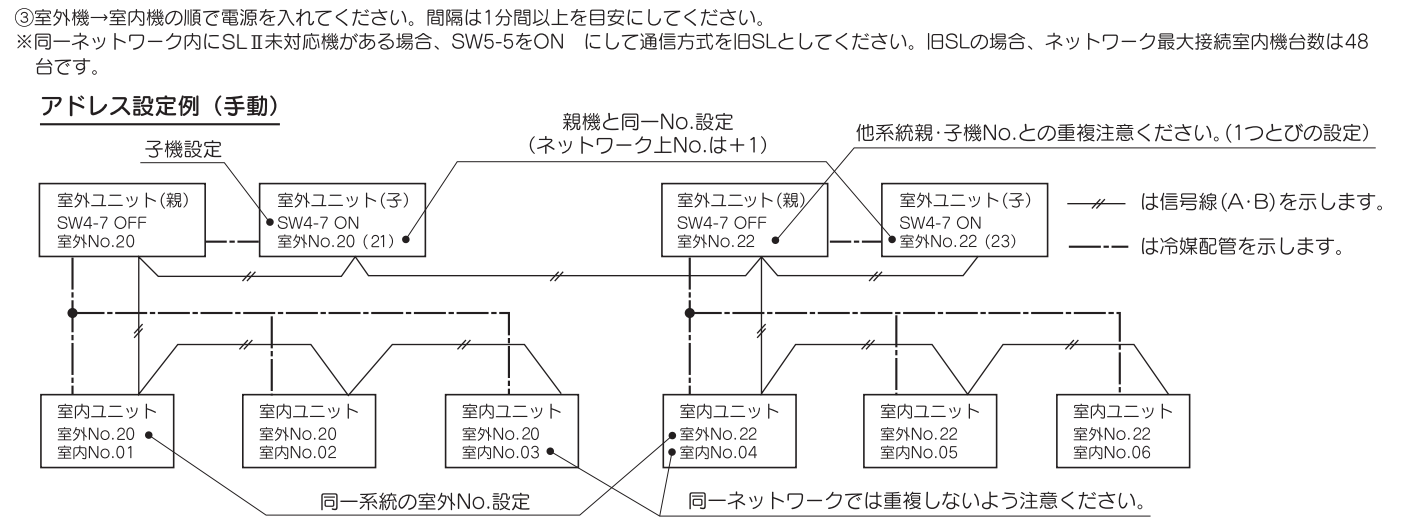 ③室外機→室内機の順で電源を入れてください。間隔は1分間以上を目安にしてください。
※同一ネットワーク内にSLⅡ未対応機がある場合、SW5-5をON にして通信方式を旧SLとしてください。旧SLの場合、ネットワーク最大接続室内機台数は48
台です。
アドレス設定例（手動）
子機設定
親機と同一No.設定
（ネットワーク上No.は＋1）
他系統親・子機No.との重複注意ください。(1つとびの設定)
室外ユニット(親)
SW4-7 OFF
室外No.20
室外ユニット(子)
SW4-7 ON
室外No.20（21）
室外ユニット(親)
SW4-7 OFF
室外No.22
室外ユニット(子)
SW4-7 ON
室外No.22（23）
は信号線(A・B)を示します。
は冷媒配管を示します。
室内ユニット
室外No.20
室内No.01
室内ユニット
室外No.20
室内No.02
室内ユニット
室外No.20
室内No.03
室内ユニット
室外No.22
室内No.04
室内ユニット
室外No.22
室内No.05
室内ユニット
室外No.22
室内No.06
同一系統の室外No.設定
同一ネットワークでは重複しないよう注意ください。